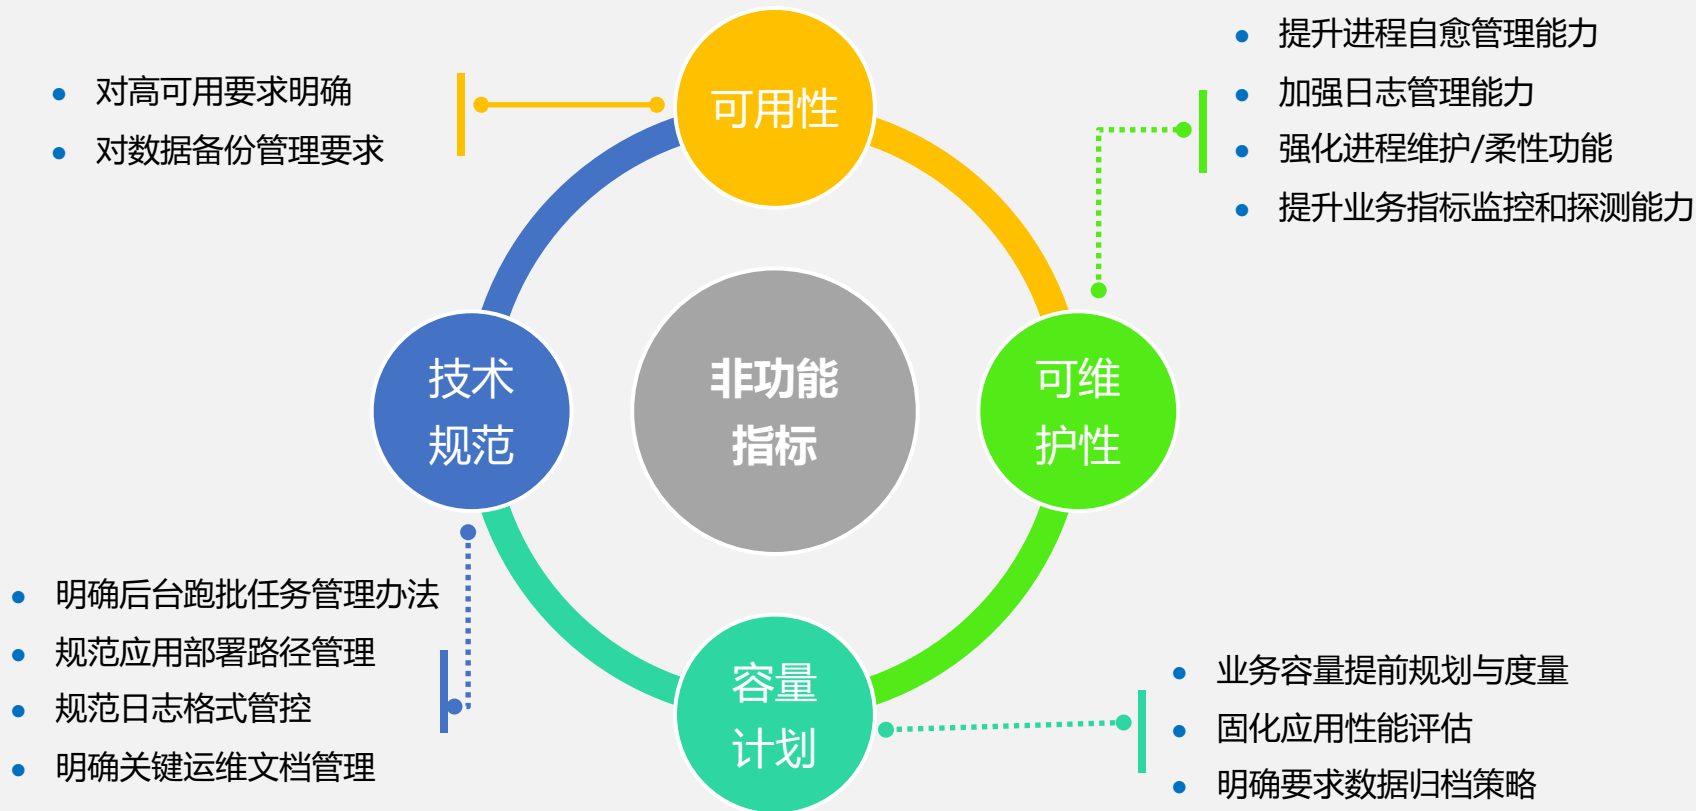 对高可用要求明确
对数据备份管理要求
可用性
提升进程自愈管理能力
加强日志管理能力
强化进程维护/柔性功能
提升业务指标监控和探测能力
技术
规范
非功能
指标
可维
护性
明确后台跑批任务管理办法
规范应用部署路径管理
规范日志格式管控
明确关键运维文档管理
容量
计划
业务容量提前规划与度量
固化应用性能评估
明确要求数据归档策略